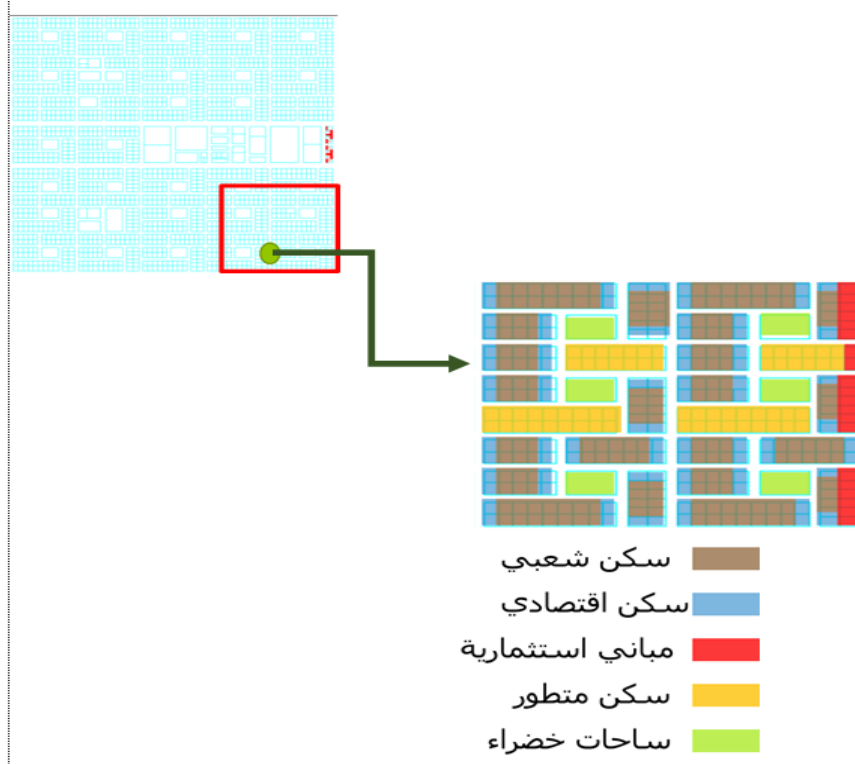 سكن شعبي
سكن اقتصادي
مباني استثمارية
سكن متطور
ساحات خضراء